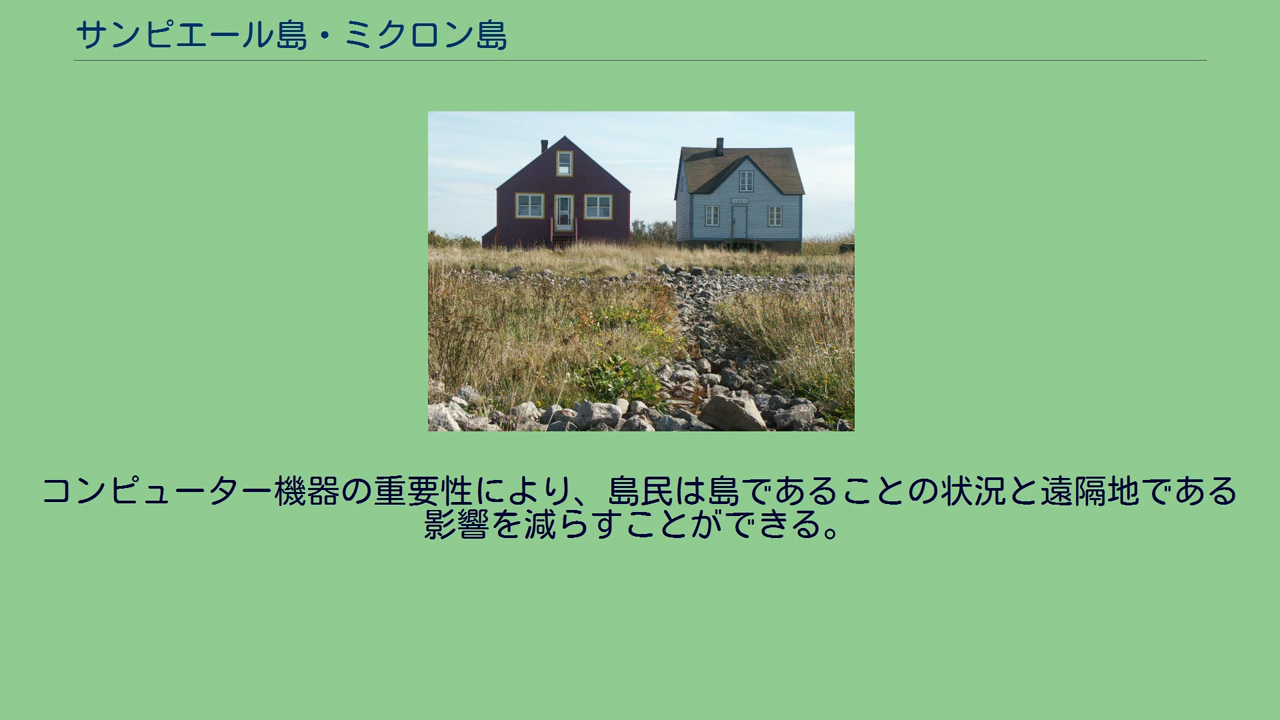 サンピエール島・ミクロン島
コンピューター機器の重要性により、島民は島であることの状況と遠隔地である
影響を減らすことができる。